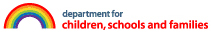 department for
children, schools and families